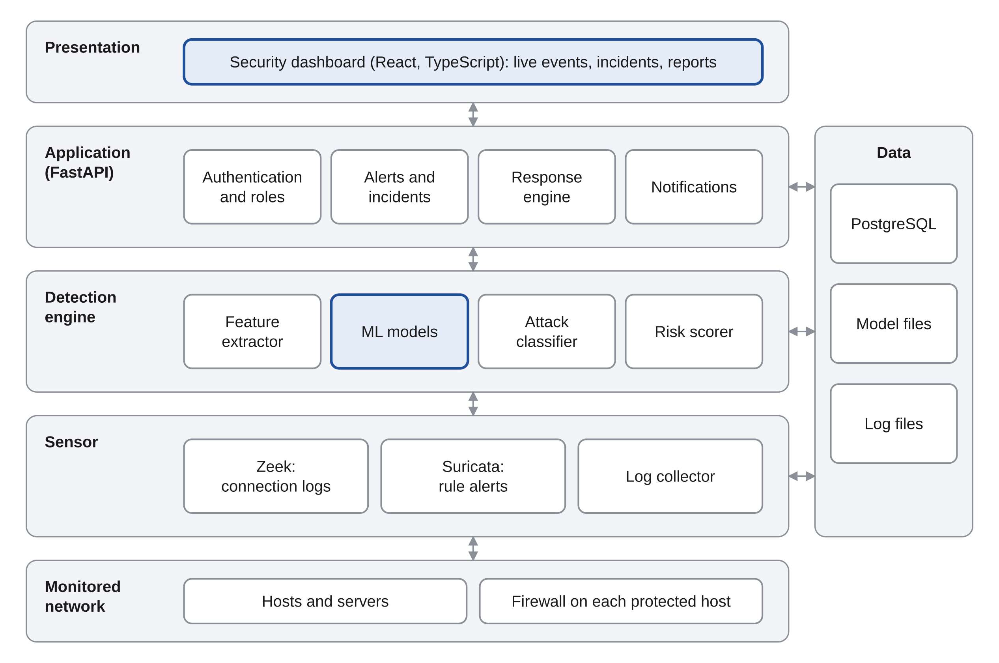 Presentation
Security dashboard (React, TypeScript): live events, incidents, reports
Application
(FastAPI)
Authentication
and roles
Alerts and
incidents
Response
engine
Notifications
Data
PostgreSQL
Model files
Log files
Detection
engine
Feature
extractor
ML models
Attack
classifier
Risk scorer
Sensor
Zeek:
connection logs
Suricata:
rule alerts
Log collector
Monitored
network
Hosts and servers
Firewall on each protected host